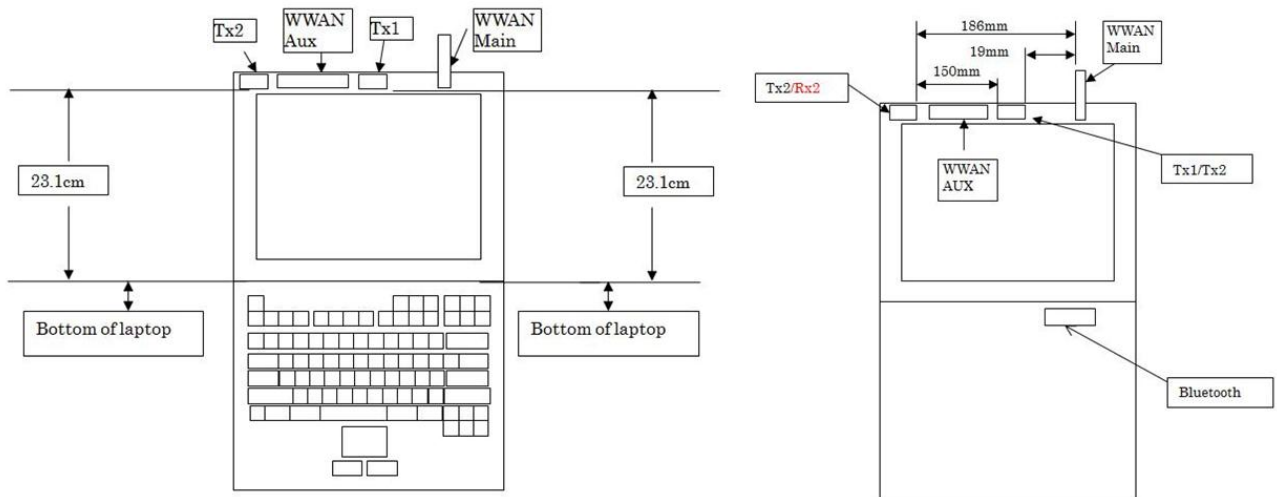 Tx2
WWAN
Aux
Tx1
WWAN
Main
23.1cm
23.1cm
Bottom of laptop
Bottom of laptop
186mm
19mm
150mm
WWAN
Main
Tx2/Rx2
WWAN
AUX
Tx1/Tx2
Bluetooth